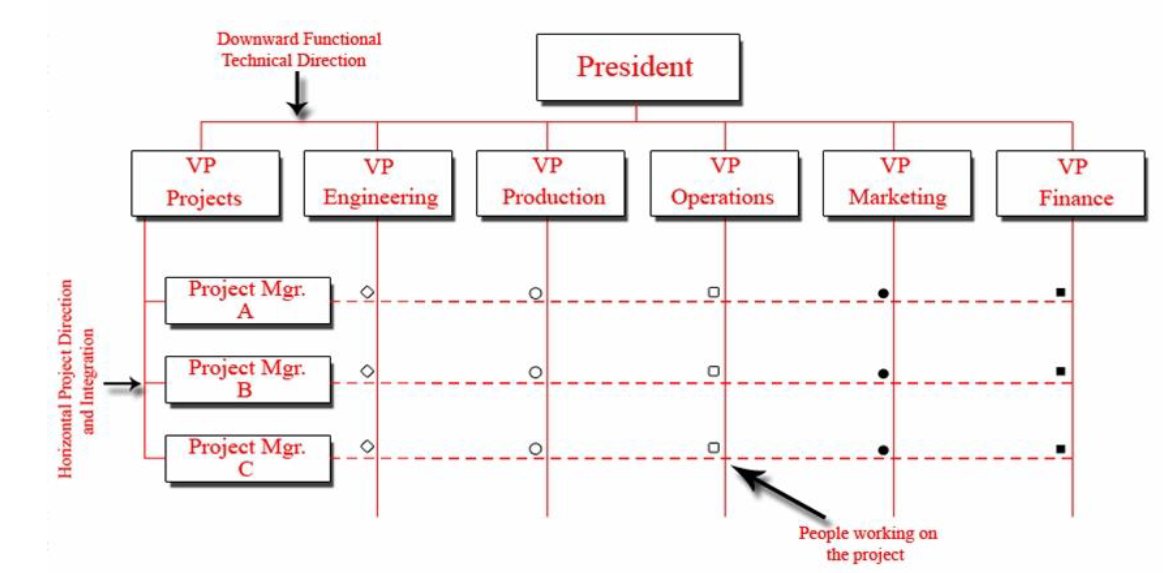 Downward Functional
Technical Direction
President
VP
Projects
VP
Engineering
VP
Production
VP
Operations
VP
Marketing
VP
Finance
Horizontal Project Direction
and Integration
Project Mgr.
A
Project Mgr.
B
Project Mgr.
C
People working on
the project